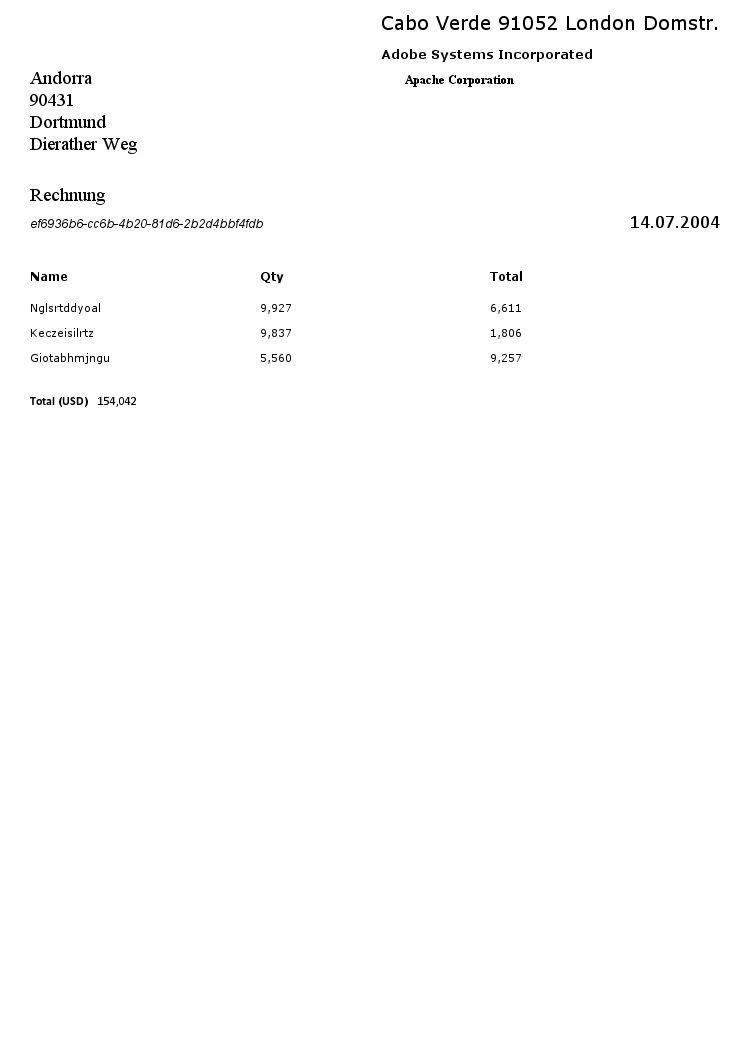 Cabo Verde 91052 London Domstr.
Adobe Systems Incorporated
Apache Corporation
Andorra
90431
Dortmund
Dierather Weg
Rechnung
ef6936b6-cc6b-4b20-81d6-2b2d4bbf4fdb 14.07.2004
Name Qty Total
Nglsrtddyoal 9,927 6,611
Keczeisilrtz 9,837 1,806
Giotabhmjngu 5,560 9,257
Total (USD) 154,042